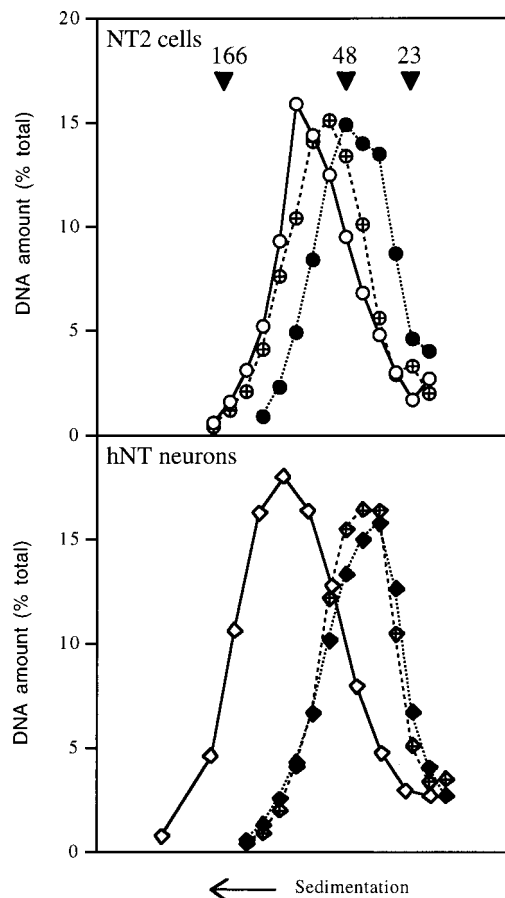 20
NT2 cells
166 48 23
15
10
5
0
DNA amount (% total)
hNT neurons
15
10
5
0
DNA amount (% total)
Sedimentation